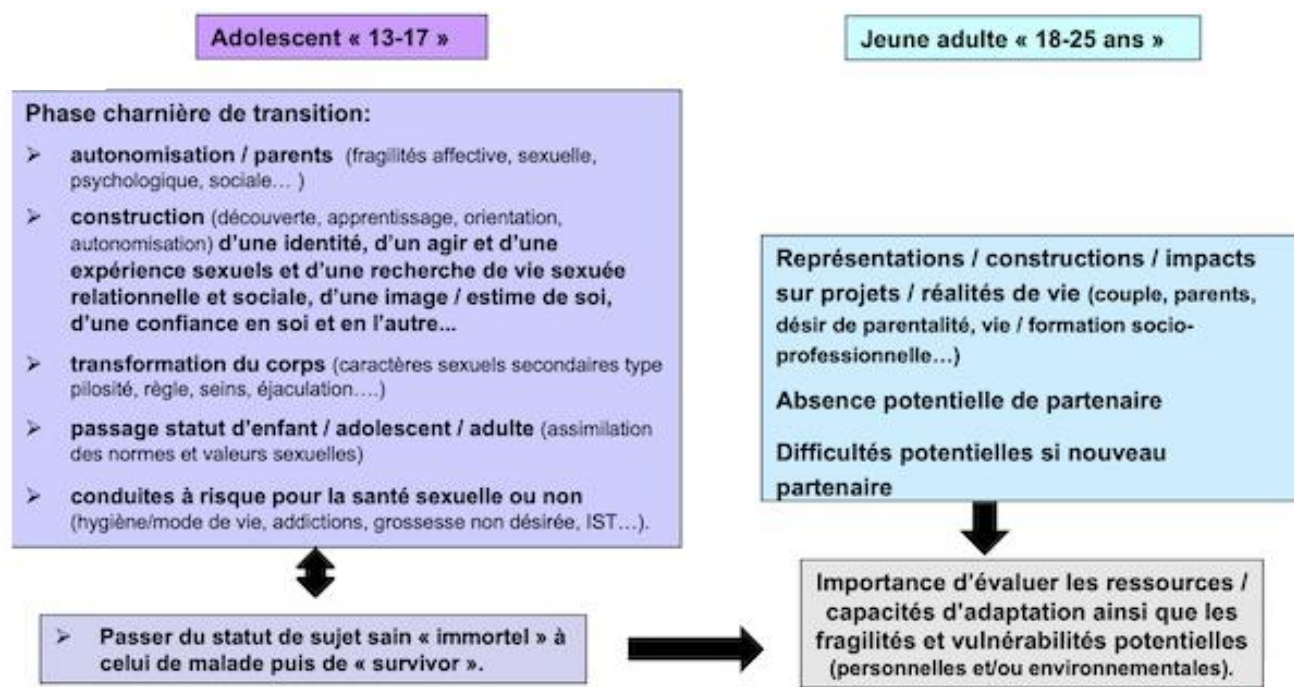 Adolescent « 13-17 »
Phase charnière de transition:
➢ autonomisation / parents (fragilités affective, sexuelle,
psychologique, sociale… )
➢ construction (découverte, apprentissage, orientation,
autonomisation) d'une identité, d'un agir et d'une
expérience sexuels et d'une recherche de vie sexuée
relationnelle et sociale, d'une image / estime de soi,
d'une confiance en soi et en l'autre...
➢ transformation du corps (caractères sexuels secondaires type
pilosité, règle, seins, éjaculation….)
➢ passage statut d'enfant / adolescent / adulte (assimilation
des normes et valeurs sexuelles)
➢ conduites à risque pour la santé sexuelle ou non
(hygiène/mode de vie, addictions, grossesse non désirée, IST…).
➢ Passer du statut de sujet sain « immortel » à
celui de malade puis de « survivor ».
Jeune adulte « 18-25 ans »
Représentations / constructions / impacts
sur projets / réalités de vie (couple, parents,
désir de parentalité, vie / formation socio-
professionnelle…)
Absence potentielle de partenaire
Difficultés potentielles si nouveau
partenaire
Importance d'évaluer les ressources /
capacités d'adaptation ainsi que les
fragilités et vulnérabilités potentielles
(personnelles et/ou environnementales).